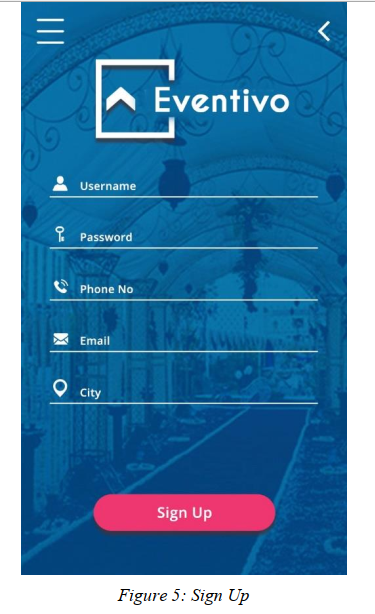 Eventivo
Username
Password
Phone No
Email
City
Sign Up
Figure 5: Sign Up